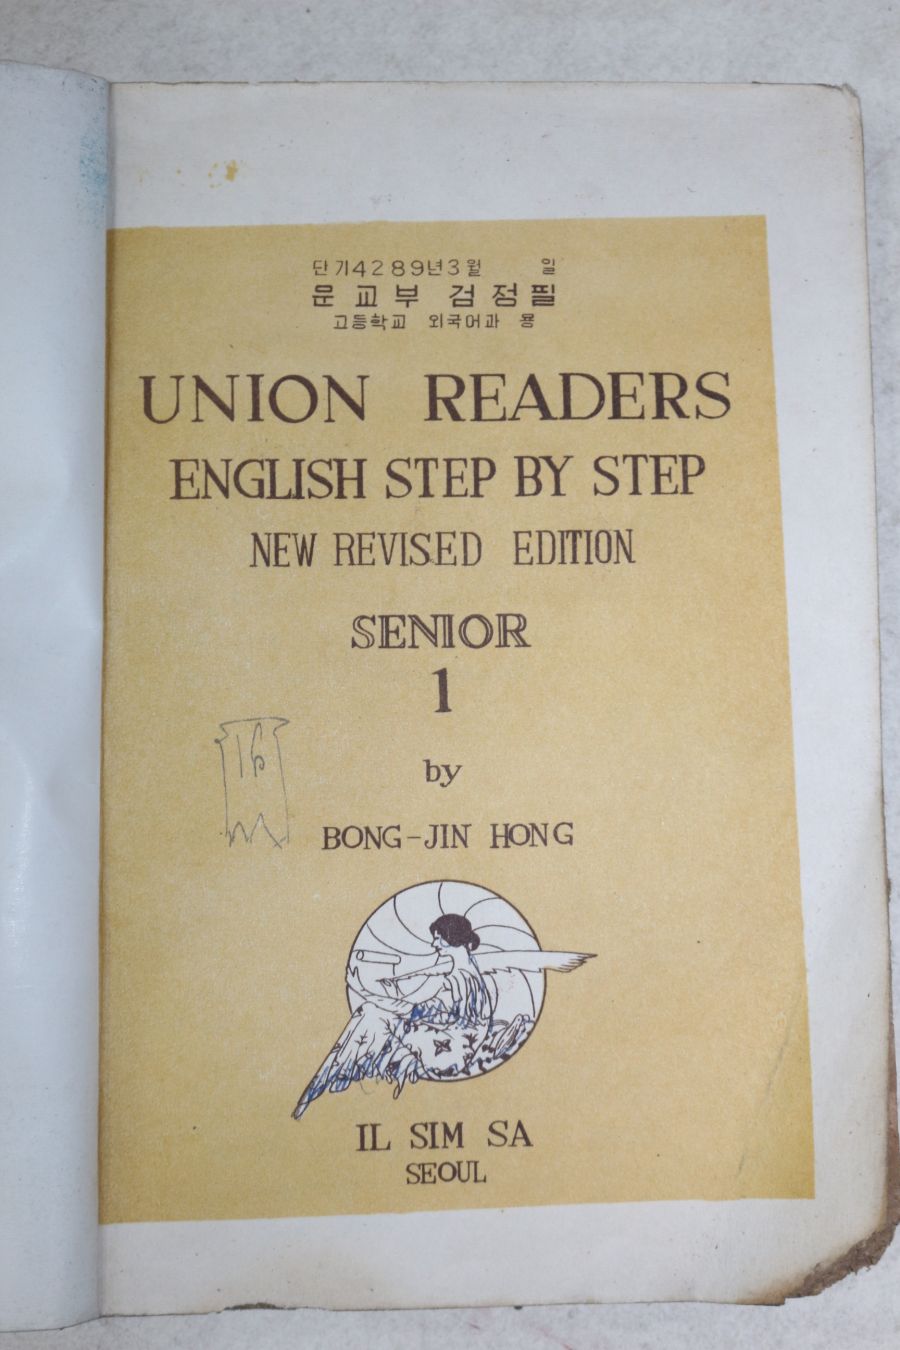 단기4289년3월 일
문교부 검정필
고등학교 외국어과 용
UNION READERS
ENGLISH STEP BY STEP
NEW REVISED EDITION
SENIOR
1
by
BONG-JIN HONG
IL SIM SA
SEOUL